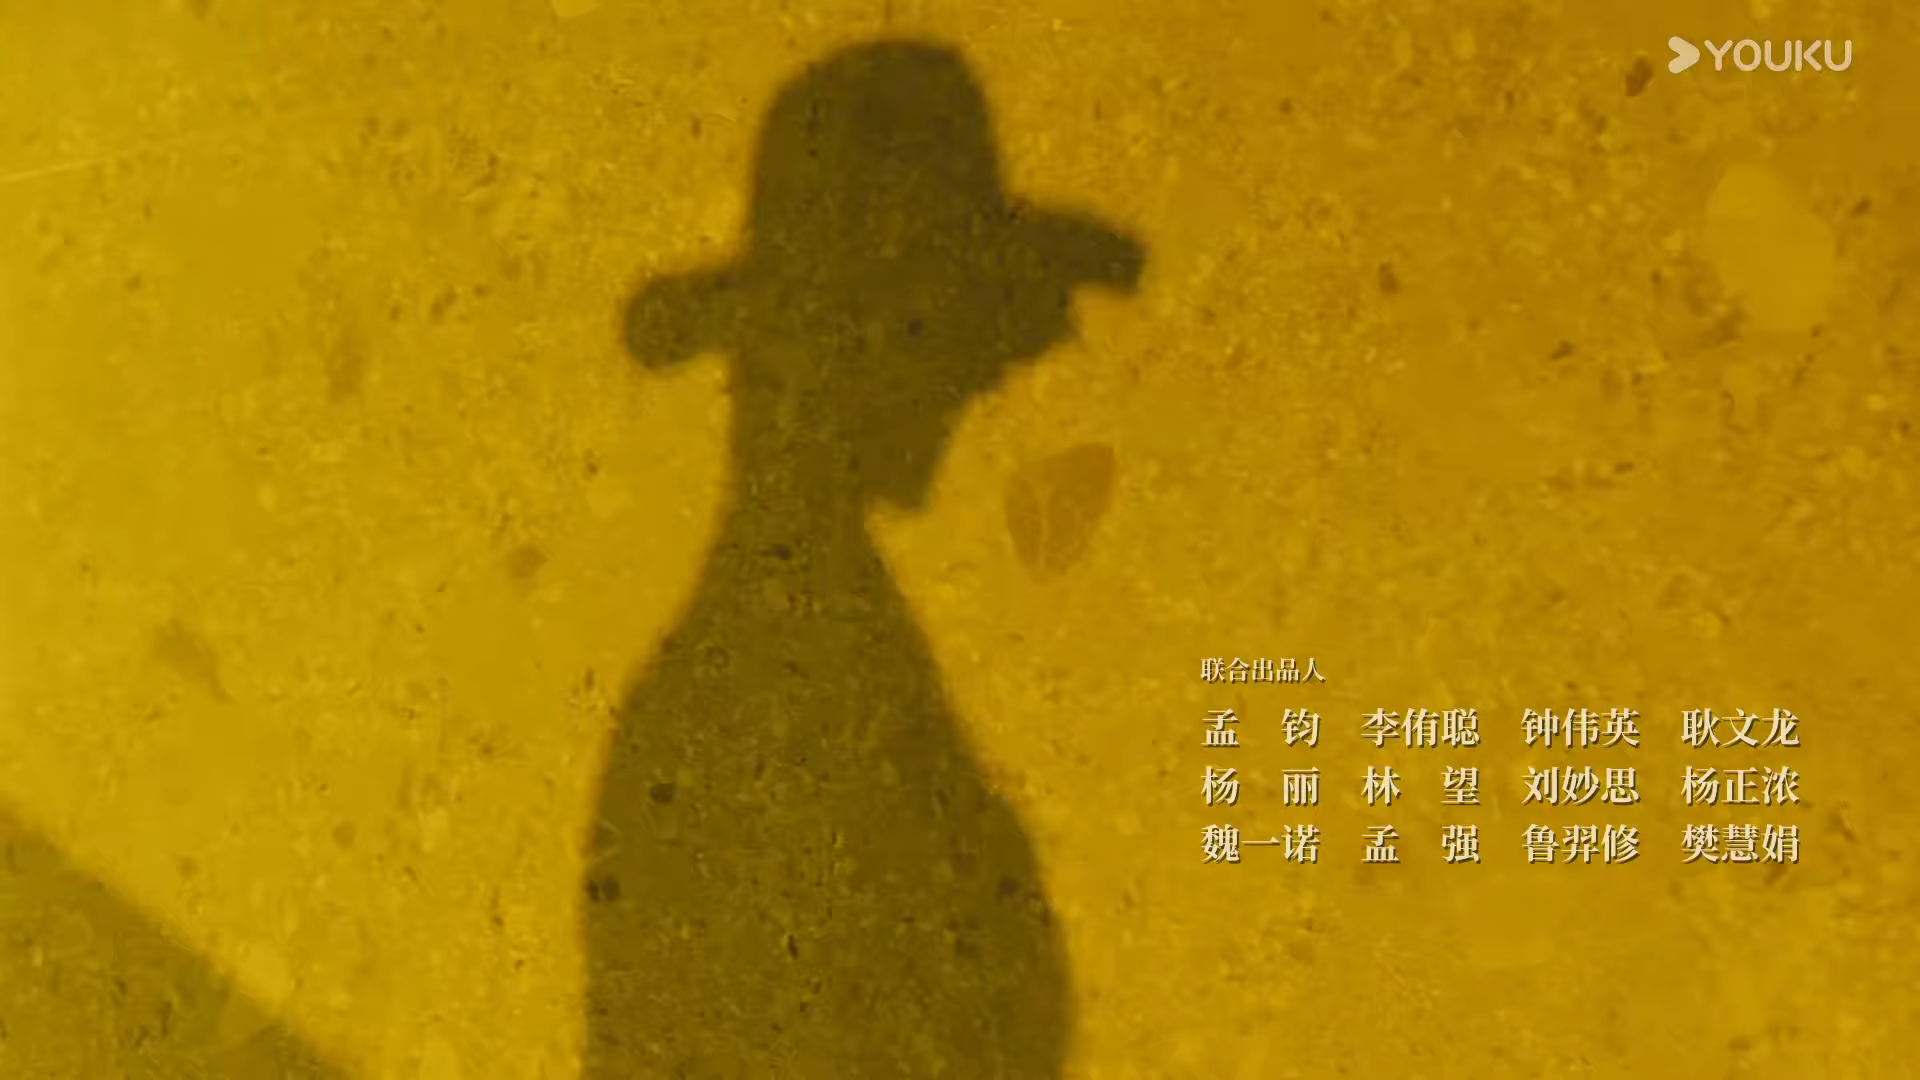 YOUKU
联合出品人
孟　钧　李侑聪　钟伟英　耿文龙
杨　丽　林　望　刘妙思　杨正浓
魏一诺　孟　强　鲁羿修　樊慧娟